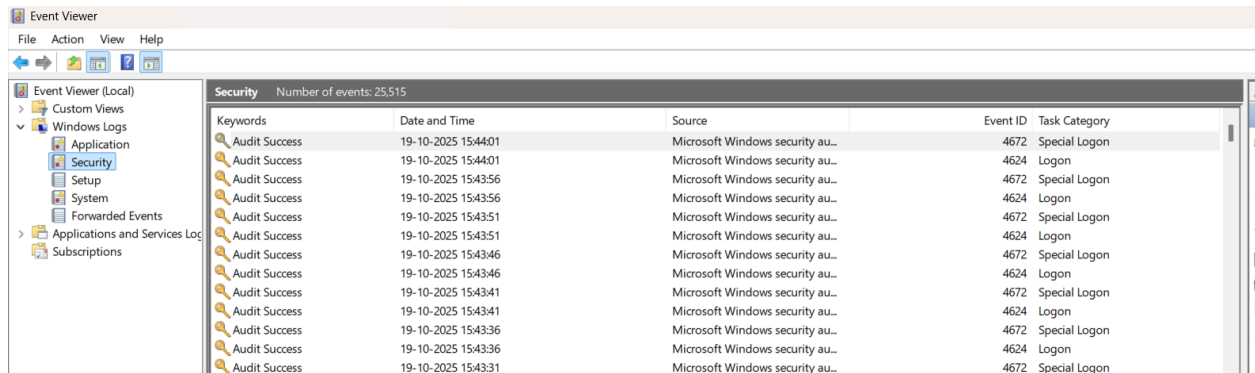 Event Viewer
File Action View Help
Event Viewer (Local)
Custom Views
Windows Logs
Application
Security
Setup
System
Forwarded Events
Applications and Services Log
Subscriptions
Security Number of events: 25,515
Keywords Date and Time Source Event ID Task Category
Audit Success 19-10-2025 15:44:01 Microsoft Windows security au... 4672 Special Logon
Audit Success 19-10-2025 15:44:01 Microsoft Windows security au... 4624 Logon
Audit Success 19-10-2025 15:43:56 Microsoft Windows security au... 4672 Special Logon
Audit Success 19-10-2025 15:43:56 Microsoft Windows security au... 4624 Logon
Audit Success 19-10-2025 15:43:51 Microsoft Windows security au... 4672 Special Logon
Audit Success 19-10-2025 15:43:51 Microsoft Windows security au... 4624 Logon
Audit Success 19-10-2025 15:43:46 Microsoft Windows security au... 4672 Special Logon
Audit Success 19-10-2025 15:43:46 Microsoft Windows security au... 4624 Logon
Audit Success 19-10-2025 15:43:41 Microsoft Windows security au... 4672 Special Logon
Audit Success 19-10-2025 15:43:41 Microsoft Windows security au... 4624 Logon
Audit Success 19-10-2025 15:43:36 Microsoft Windows security au... 4672 Special Logon
Audit Success 19-10-2025 15:43:36 Microsoft Windows security au... 4624 Logon
Audit Success 19-10-2025 15:43:31 Microsoft Windows security au... 4672 Special Logon